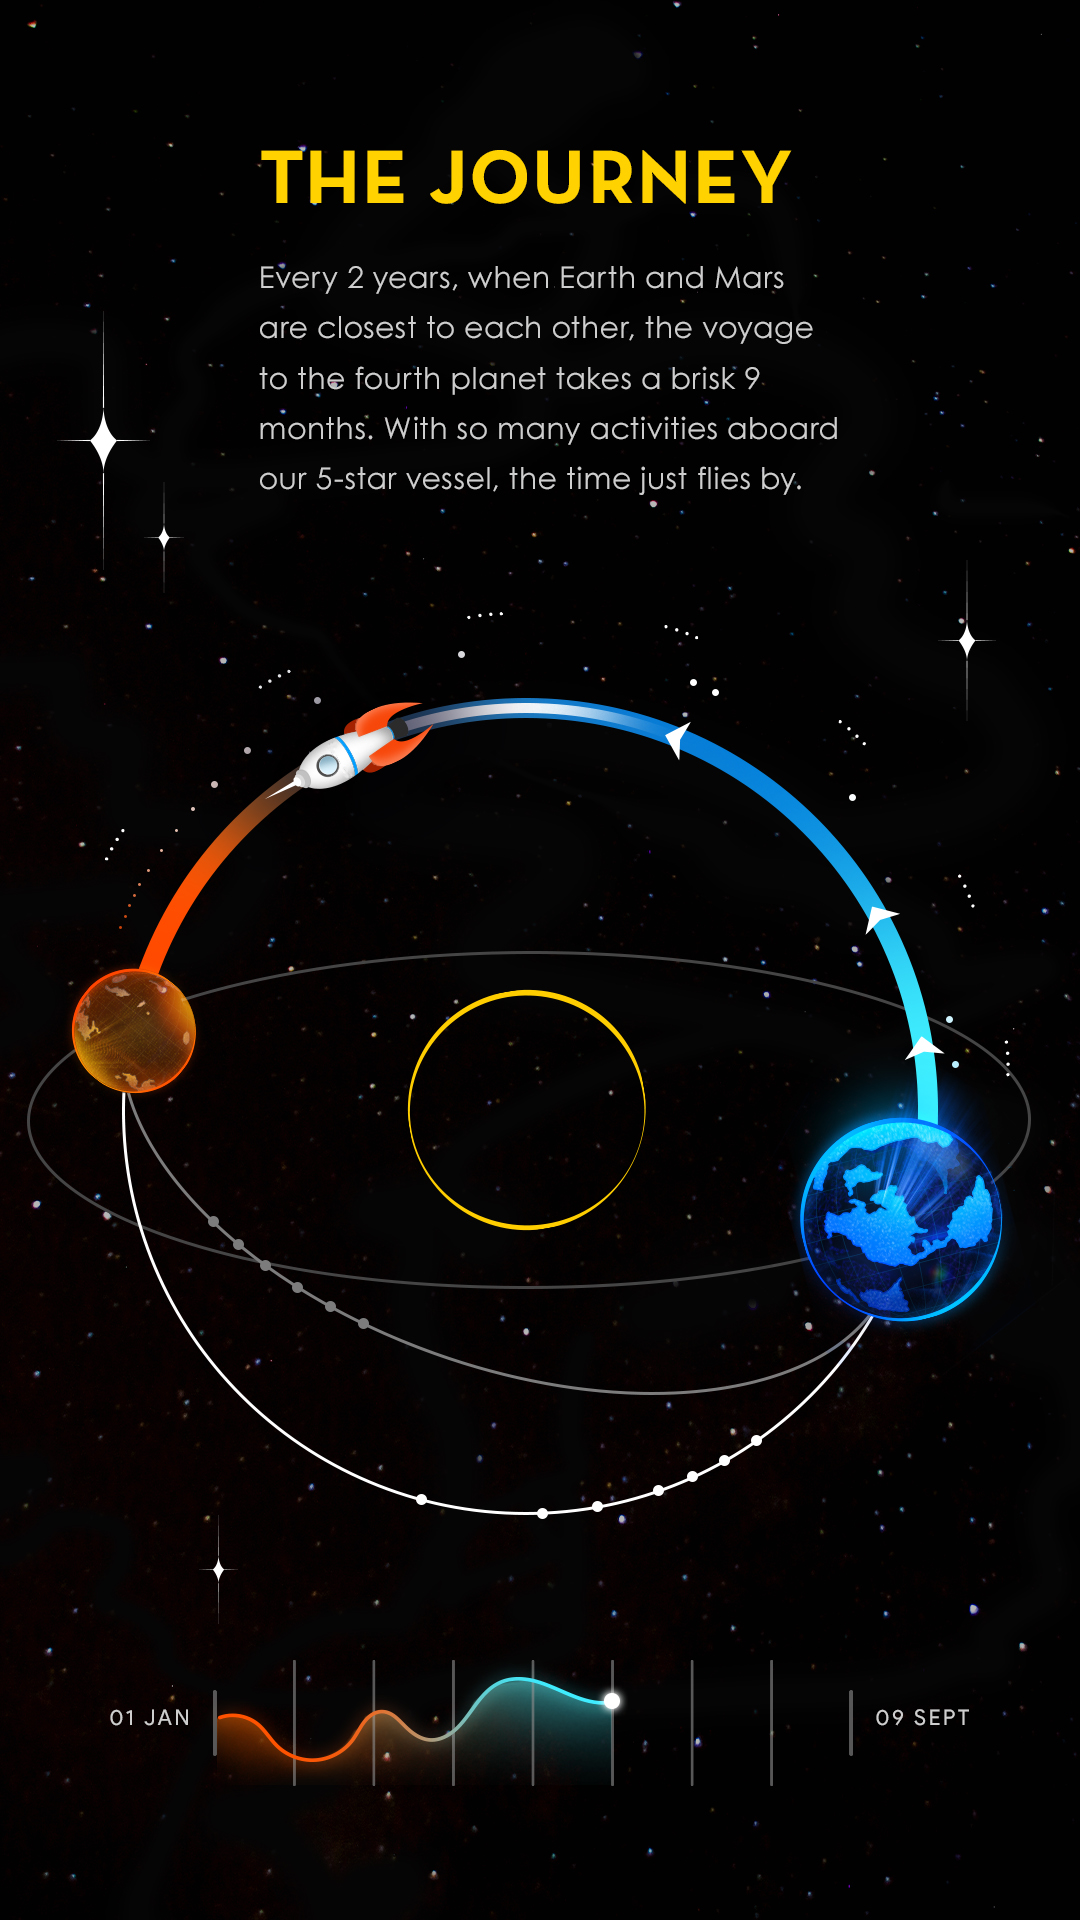 THE JOURNEY
Every 2 years, when Earth and Mars
are closest to each other, the voyage
to the fourth planet takes a brisk 9
months. With so many activities aboard
our 5-star vessel, the time just flies by.
01 JAN
09 SEPT